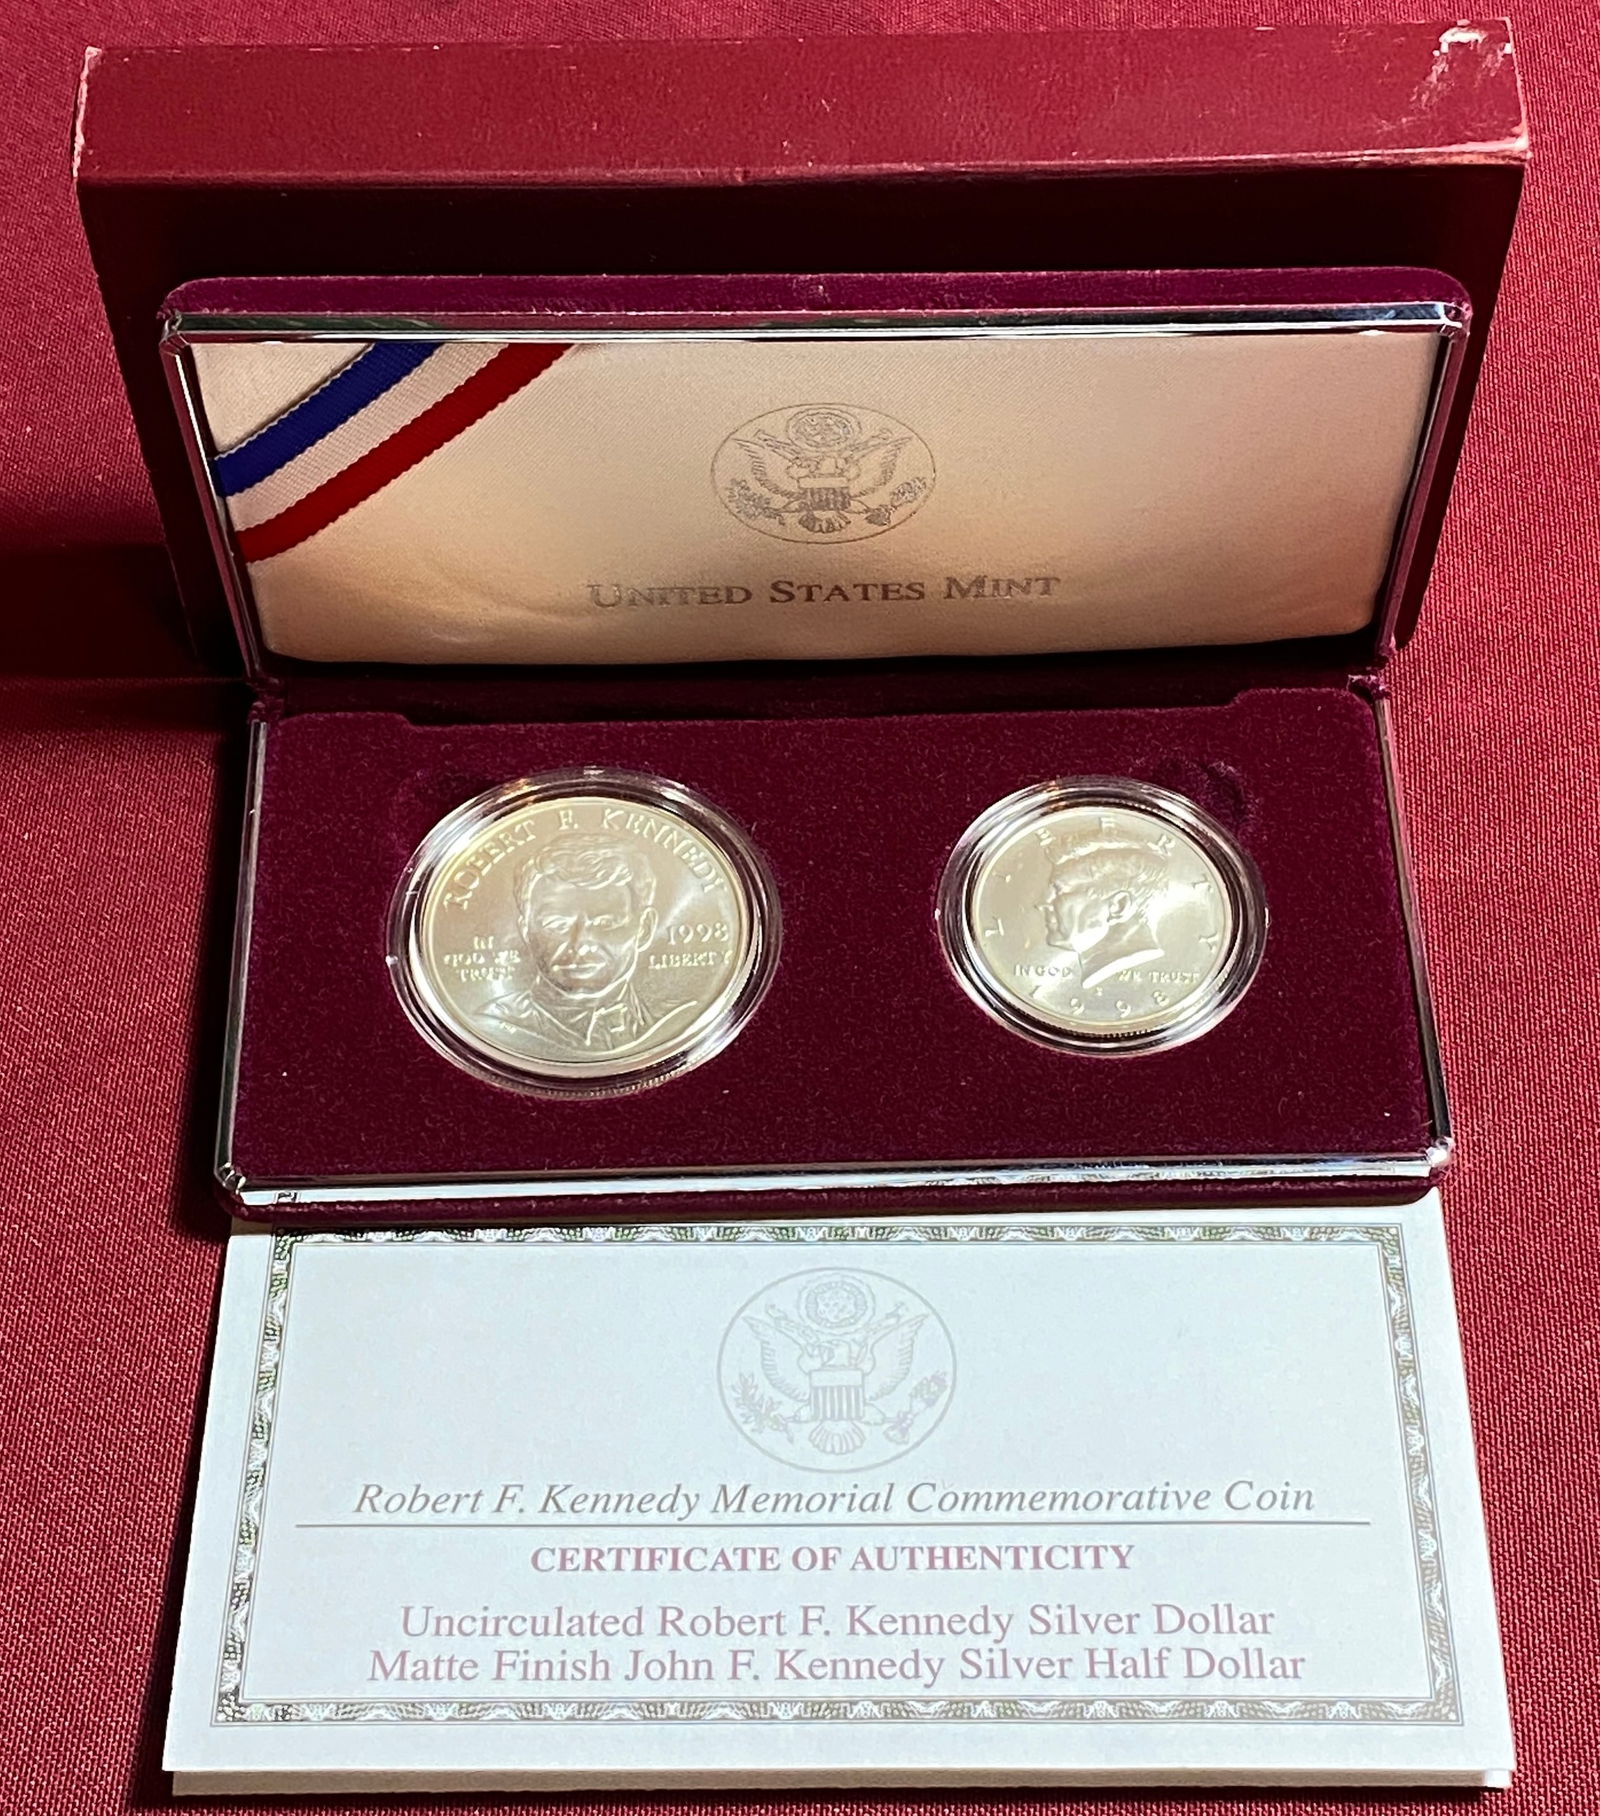 UNITED STATES MINT
ROBERT F. KENNEDY
IN
GOD WE
TRUST
1998
LIBERTY
LIBERTY
IN GOD WE TRUST
1998
Robert F. Kennedy Memorial Commemorative Coin
CERTIFICATE OF AUTHENTICITY
Uncirculated Robert F. Kennedy Silver Dollar
Matte Finish John F. Kennedy Silver Half Dollar